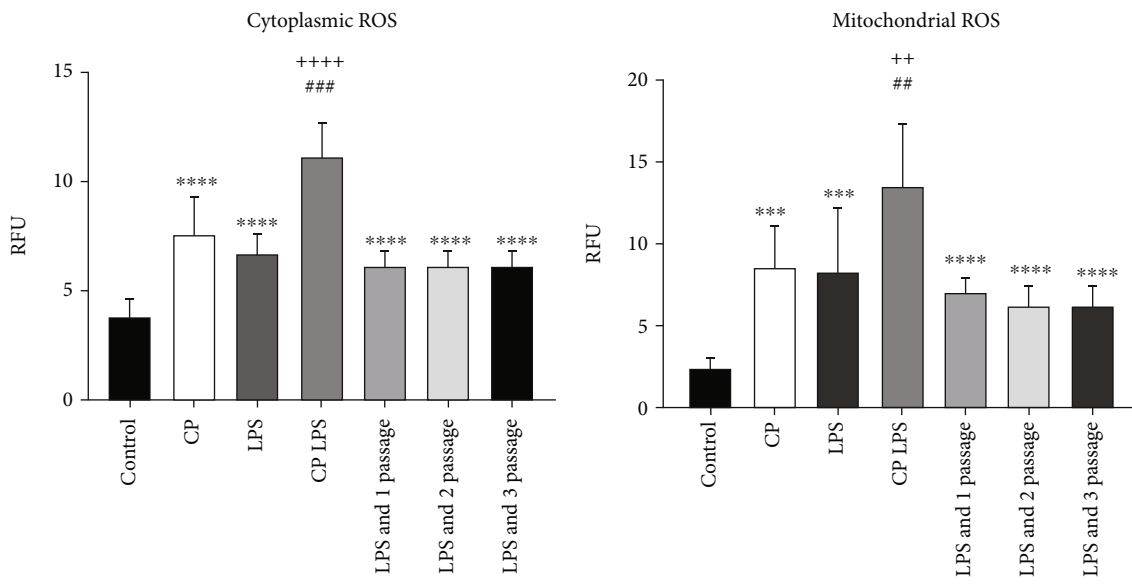 Cytoplasmic ROS
++++
###
15
10
5
0
RFU
****
****
****
****
****
Control
CP
LPS
CP LPS
LPS and 1 passage
LPS and 2 passage
LPS and 3 passage
Mitochondrial ROS
++
##
20
15
10
5
0
RFU
***
***
****
****
****
Control
CP
LPS
CP LPS
LPS and 1 passage
LPS and 2 passage
LPS and 3 passage